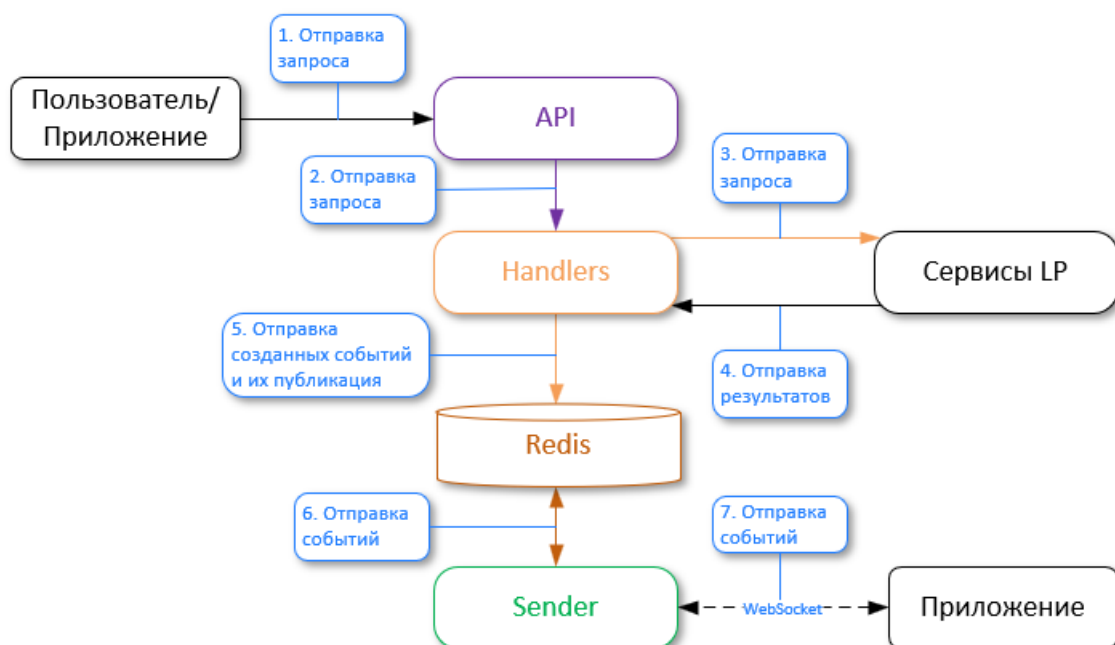 1. Отправка
запроса
Пользователь/
Приложение
API
2. Отправка
запроса
3. Отправка
запроса
Handlers
Сервисы LP
5. Отправка
созданных событий
и их публикация
4. Отправка
результатов
Redis
6. Отправка
событий
7. Отправка
событий
Sender
WebSocket
Приложение